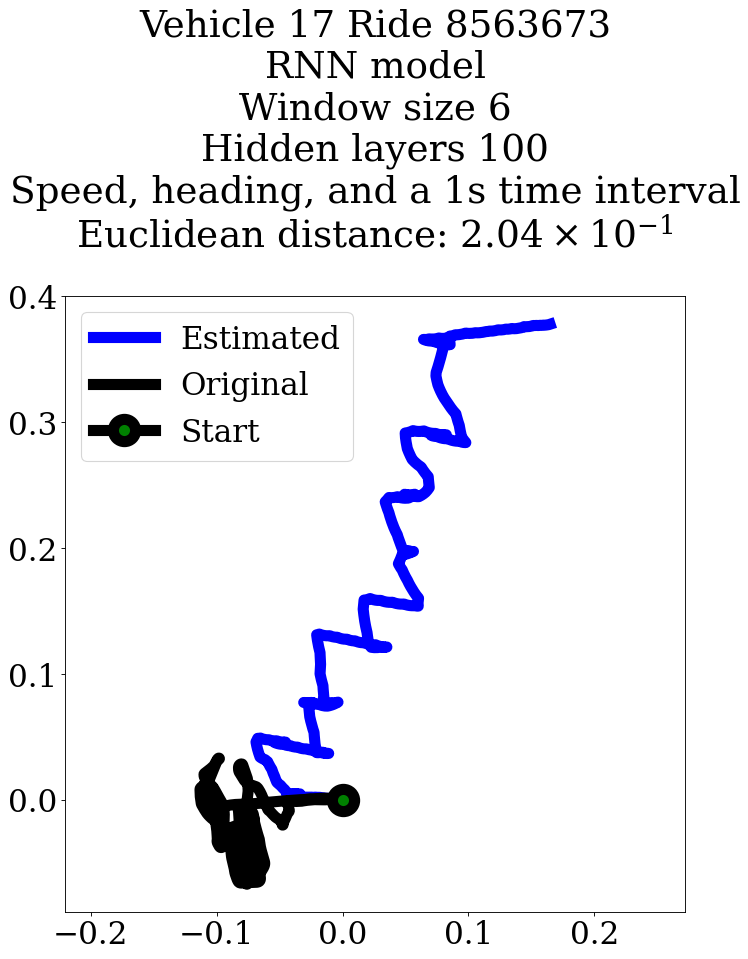 Vehicle 17 Ride 8563673
RNN model
Window size 6
Hidden layers 100
Speed, heading, and a 1s time interval
Euclidean distance: 2.04 × 10⁻¹
0.4
Estimated
Original
Start
0.3
0.2
0.1
0.0
−0.2 −0.1 0.0 0.1 0.2